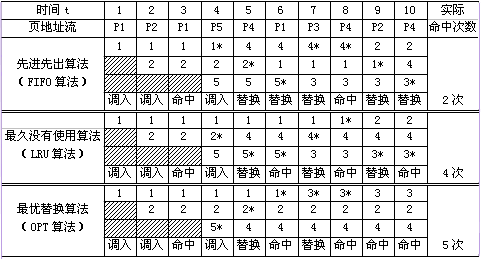 时间t 1 2 3 4 5 6 7 8 9 10 实际
页地址流 P1 P2 P1 P5 P4 P1 P3 P4 P2 P4 命中次数
1 1 1 1* 4 4 4* 4* 2 2
先进先出算法 2 2 2 2* 1 1 1 1* 4
(FIFO 算法) 5 5 5* 3 3 3 3*
调入 调入 命中 调入 替换 替换 替换 命中 替换 替换 2次
1 1 1 1 1 1 1 1* 2 2
最久没有使用算法 2 2 2* 4 4 4* 4 4 4
(LRU 算法) 5 5* 5* 3 3 3* 3*
调入 调入 命中 调入 替换 命中 替换 命中 替换 命中 4次
1 1 1 1 1 1* 3* 3* 3 3
最优替换算法 2 2 2 2* 2 2 2 2 2
(OPT 算法) 5* 4 4 4 4 4 4
调入 调入 命中 调入 替换 命中 替换 命中 命中 命中 5次